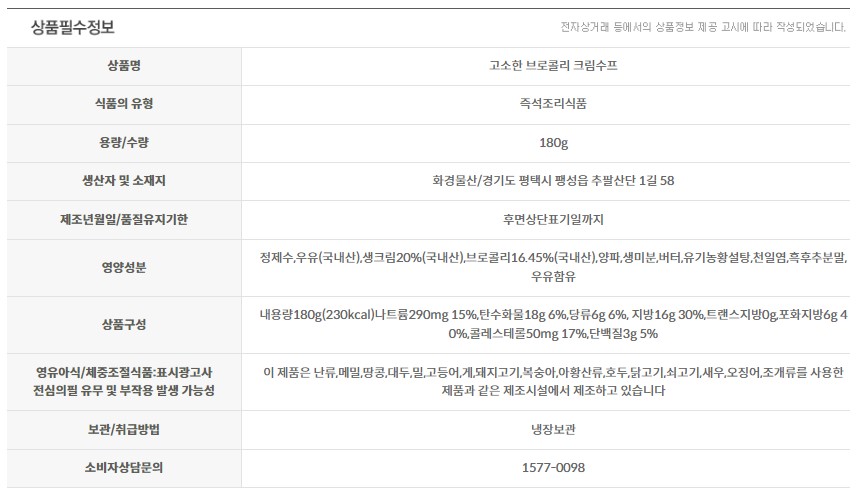 상품필수정보
전자상거래 등에서의 상품정보 제공 고시에 따라 작성되었습니다.
상품명
고소한 브로콜리 크림수프
식품의 유형
즉석조리식품
용량/수량
180g
생산자 및 소재지
화경물산/경기도 평택시 팽성읍 추팔산단 1길 58
제조년월일/품질유지기한
후면상단표기일까지
영양성분
정제수,우유(국내산),생크림20%(국내산),브로콜리16.45%(국내산),양파,생미분,버터,유기농황설탕,천일염,흑후추분말,
우유함유
상품구성
내용량180g(230kcal)나트륨290mg 15%,탄수화물18g 6%,당류6g 6%, 지방16g 30%,트랜스지방0g,포화지방6g 4
0%,콜레스테롤50mg 17%,단백질3g 5%
영유아식/체중조절식품:표시광고사
전심의필 유무 및 부작용 발생 가능성
이 제품은 난류,메밀,땅콩,대두,밀,고등어,게,돼지고기,복숭아,아황산류,호두,닭고기,쇠고기,새우,오징어,조개류를 사용한
제품과 같은 제조시설에서 제조하고 있습니다
보관/취급방법
냉장보관
소비자상담문의
1577-0098